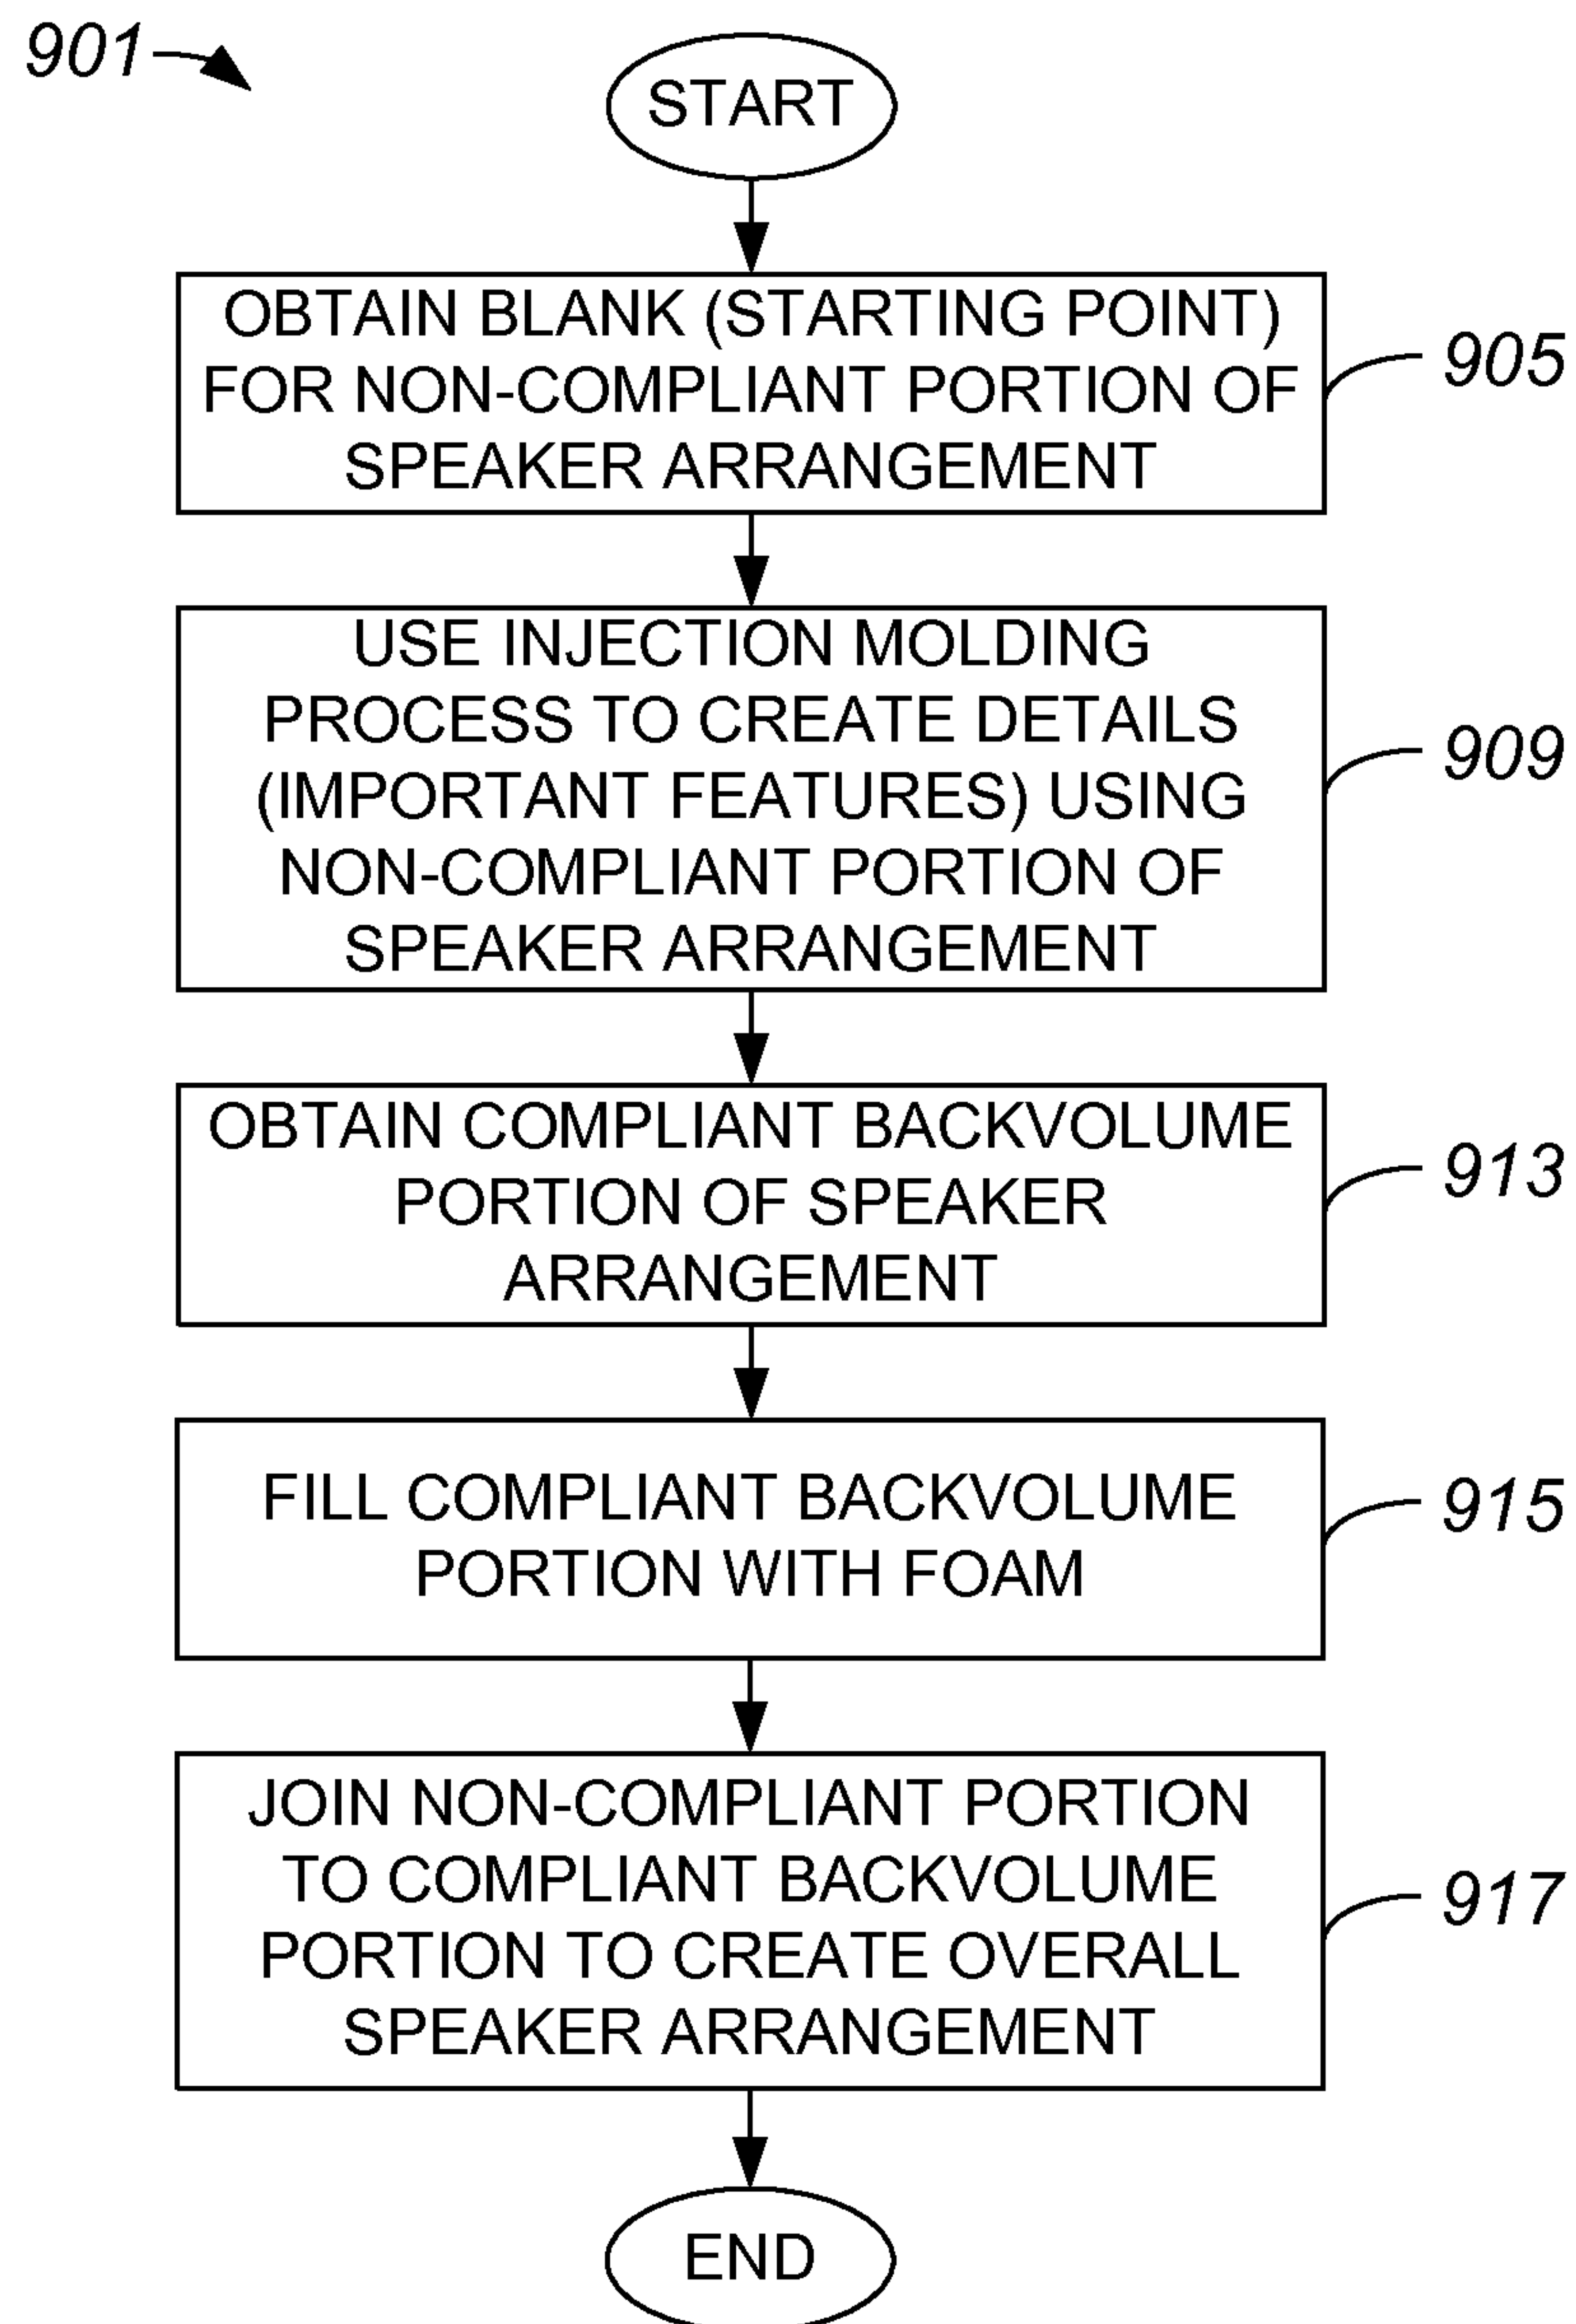 901
START
OBTAIN BLANK (STARTING POINT)
FOR NON-COMPLIANT PORTION OF
SPEAKER ARRANGEMENT
905
USE INJECTION MOLDING
PROCESS TO CREATE DETAILS
(IMPORTANT FEATURES) USING
NON-COMPLIANT PORTION OF
SPEAKER ARRANGEMENT
909
OBTAIN COMPLIANT BACKVOLUME
PORTION OF SPEAKER
ARRANGEMENT
913
FILL COMPLIANT BACKVOLUME
PORTION WITH FOAM
915
JOIN NON-COMPLIANT PORTION
TO COMPLIANT BACKVOLUME
PORTION TO CREATE OVERALL
SPEAKER ARRANGEMENT
917
END